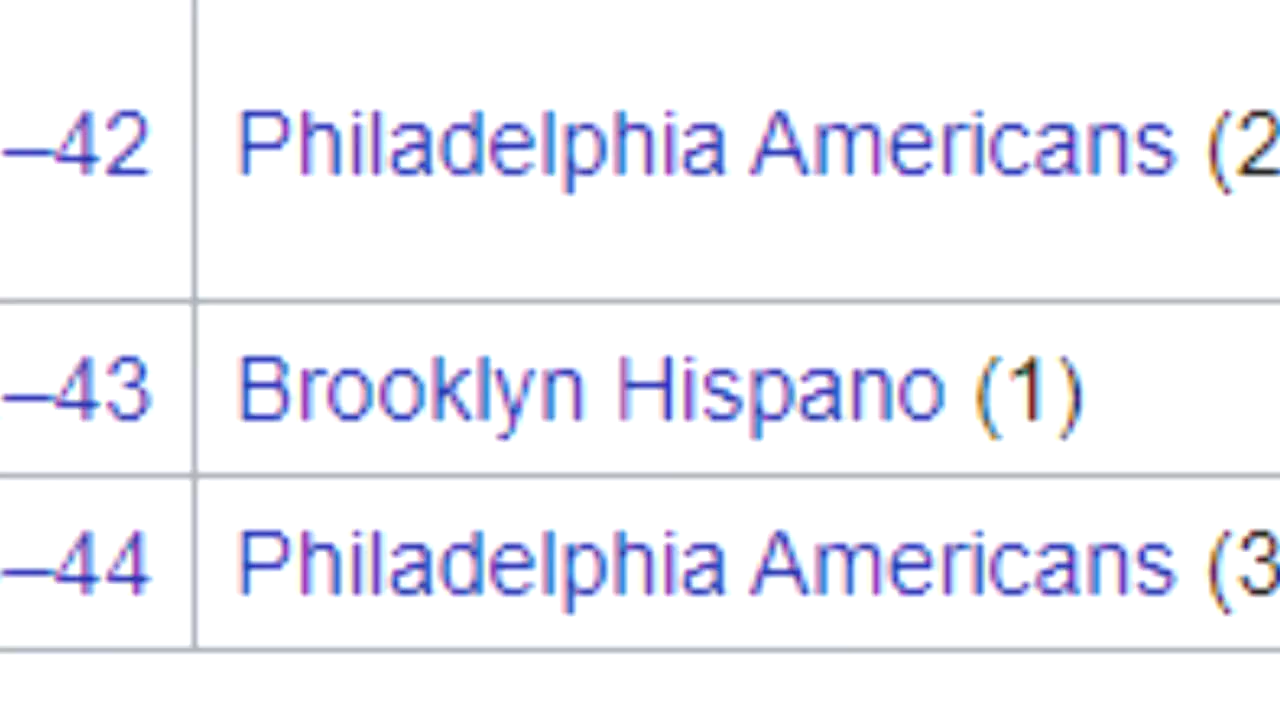 –42 Philadelphia Americans (2
–43 Brooklyn Hispano (1)
–44 Philadelphia Americans (3